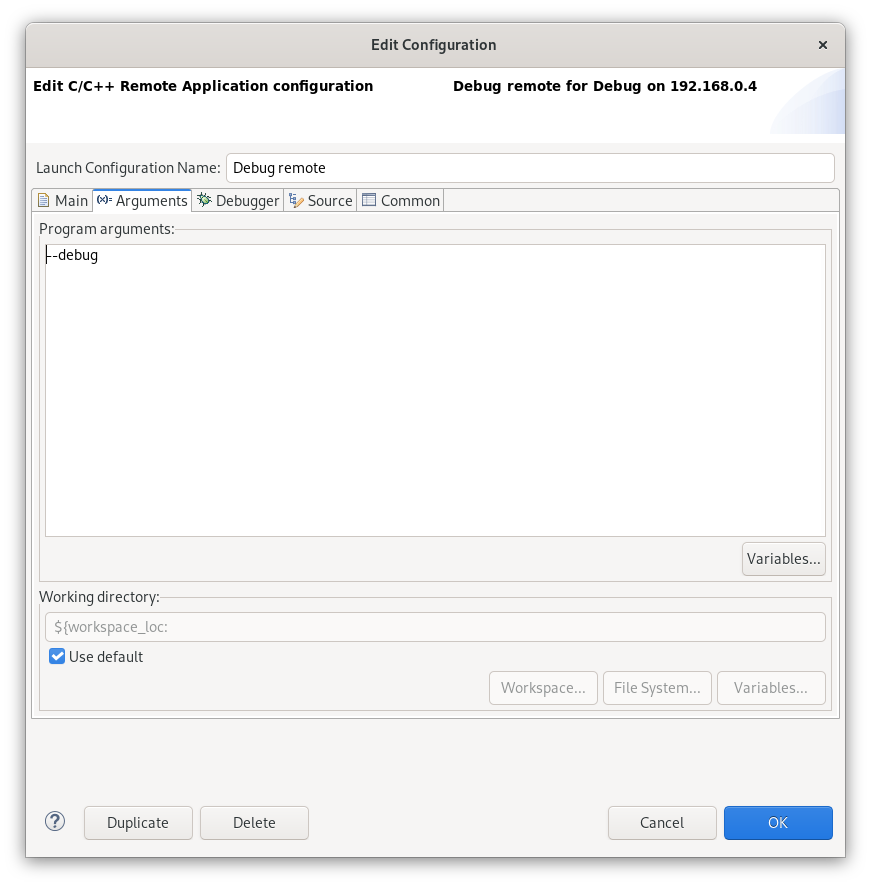 Edit Configuration
Edit C/C++ Remote Application configuration Debug remote for Debug on 192.168.0.4
Launch Configuration Name: Debug remote
Main (x)= Arguments Debugger Source Common
Program arguments:
--debug
Variables...
Working directory:
${workspace_loc:
Use default
Workspace... File System... Variables...
? Duplicate Delete Cancel OK